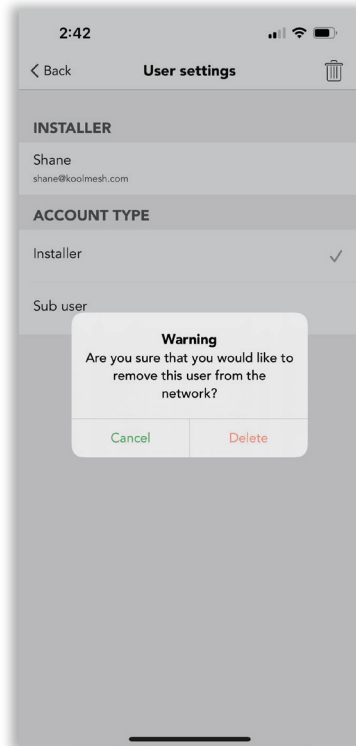 2:42
Back
User settings
INSTALLER
Shane
shane@koolmesh.com
ACCOUNT TYPE
Installer
Sub user
Warning
Are you sure that you would like to
remove this user from the
network?
Cancel
Delete